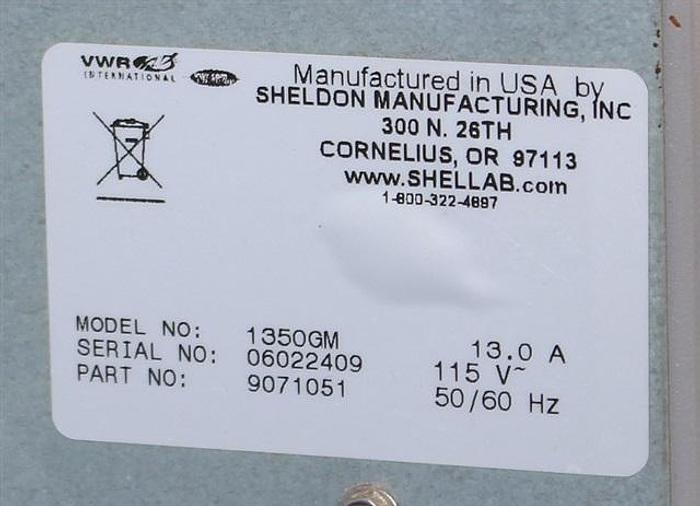 VWR
INTERNATIONAL
Manufactured in USA by
SHELDON MANUFACTURING, INC
300 N. 26TH
CORNELIUS, OR 97113
www.SHELLAB.com
1-800-322-4897
MODEL NO: 1350GM 13.0 A
SERIAL NO: 06022409 115 V~
PART NO: 9071051 50/60 Hz